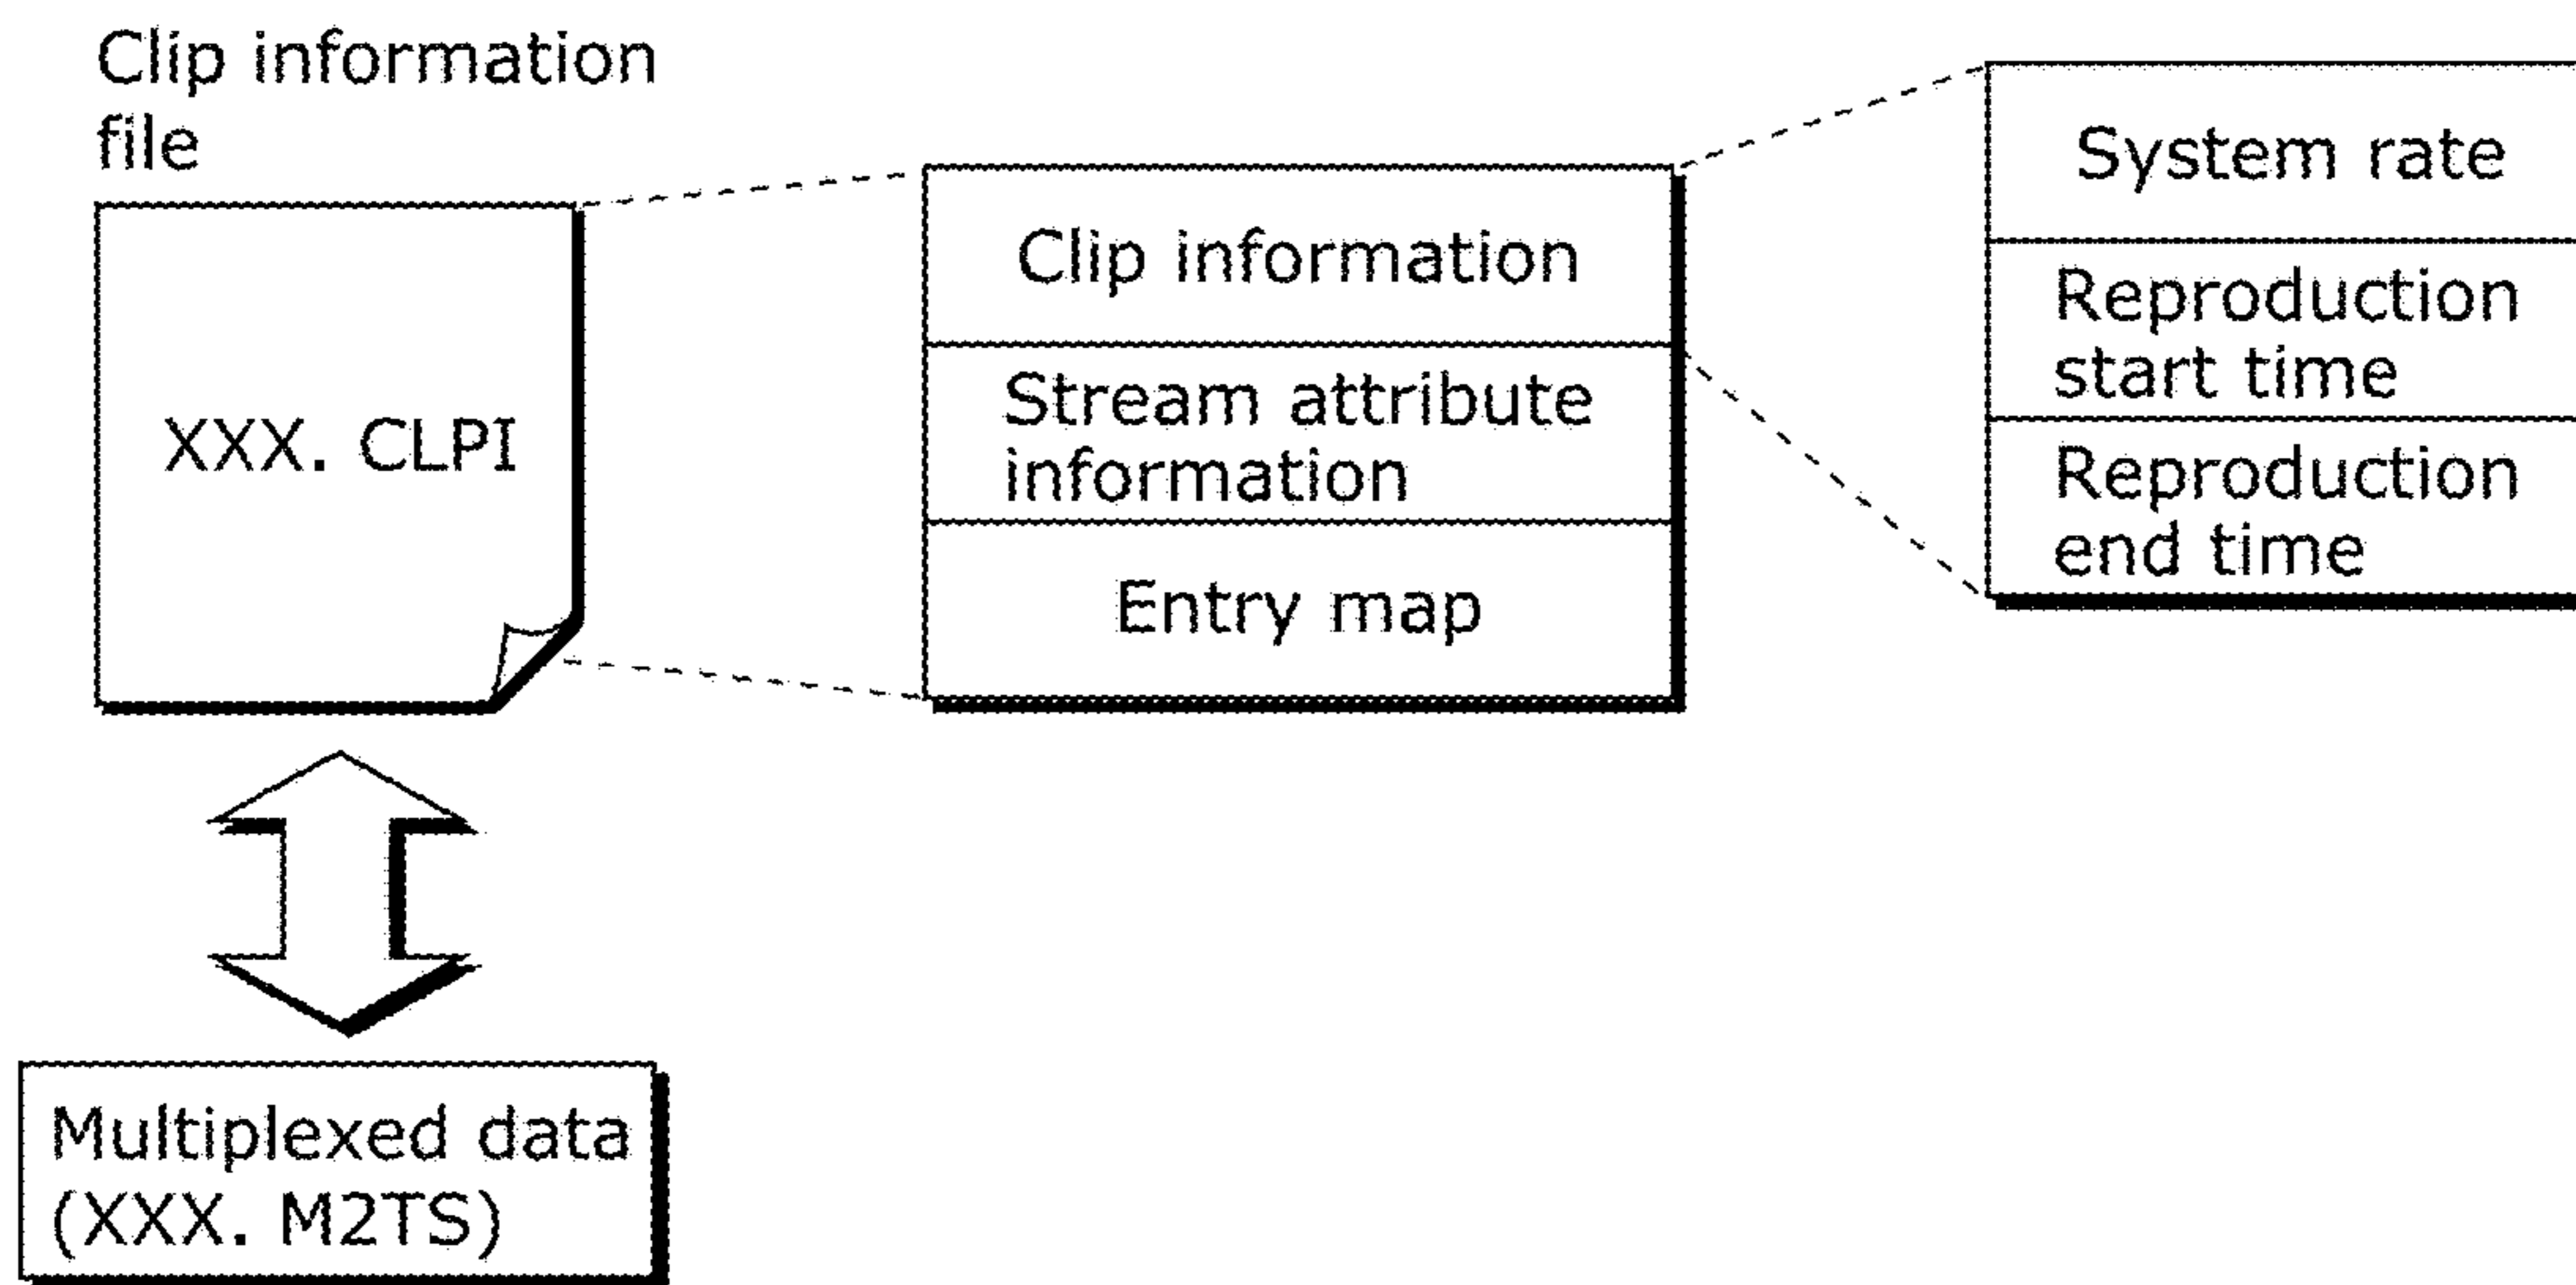 Clip information
file
XXX. CLPI
Clip information
Stream attribute
information
Entry map
System rate
Reproduction
start time
Reproduction
end time
Multiplexed data
(XXX. M2TS)